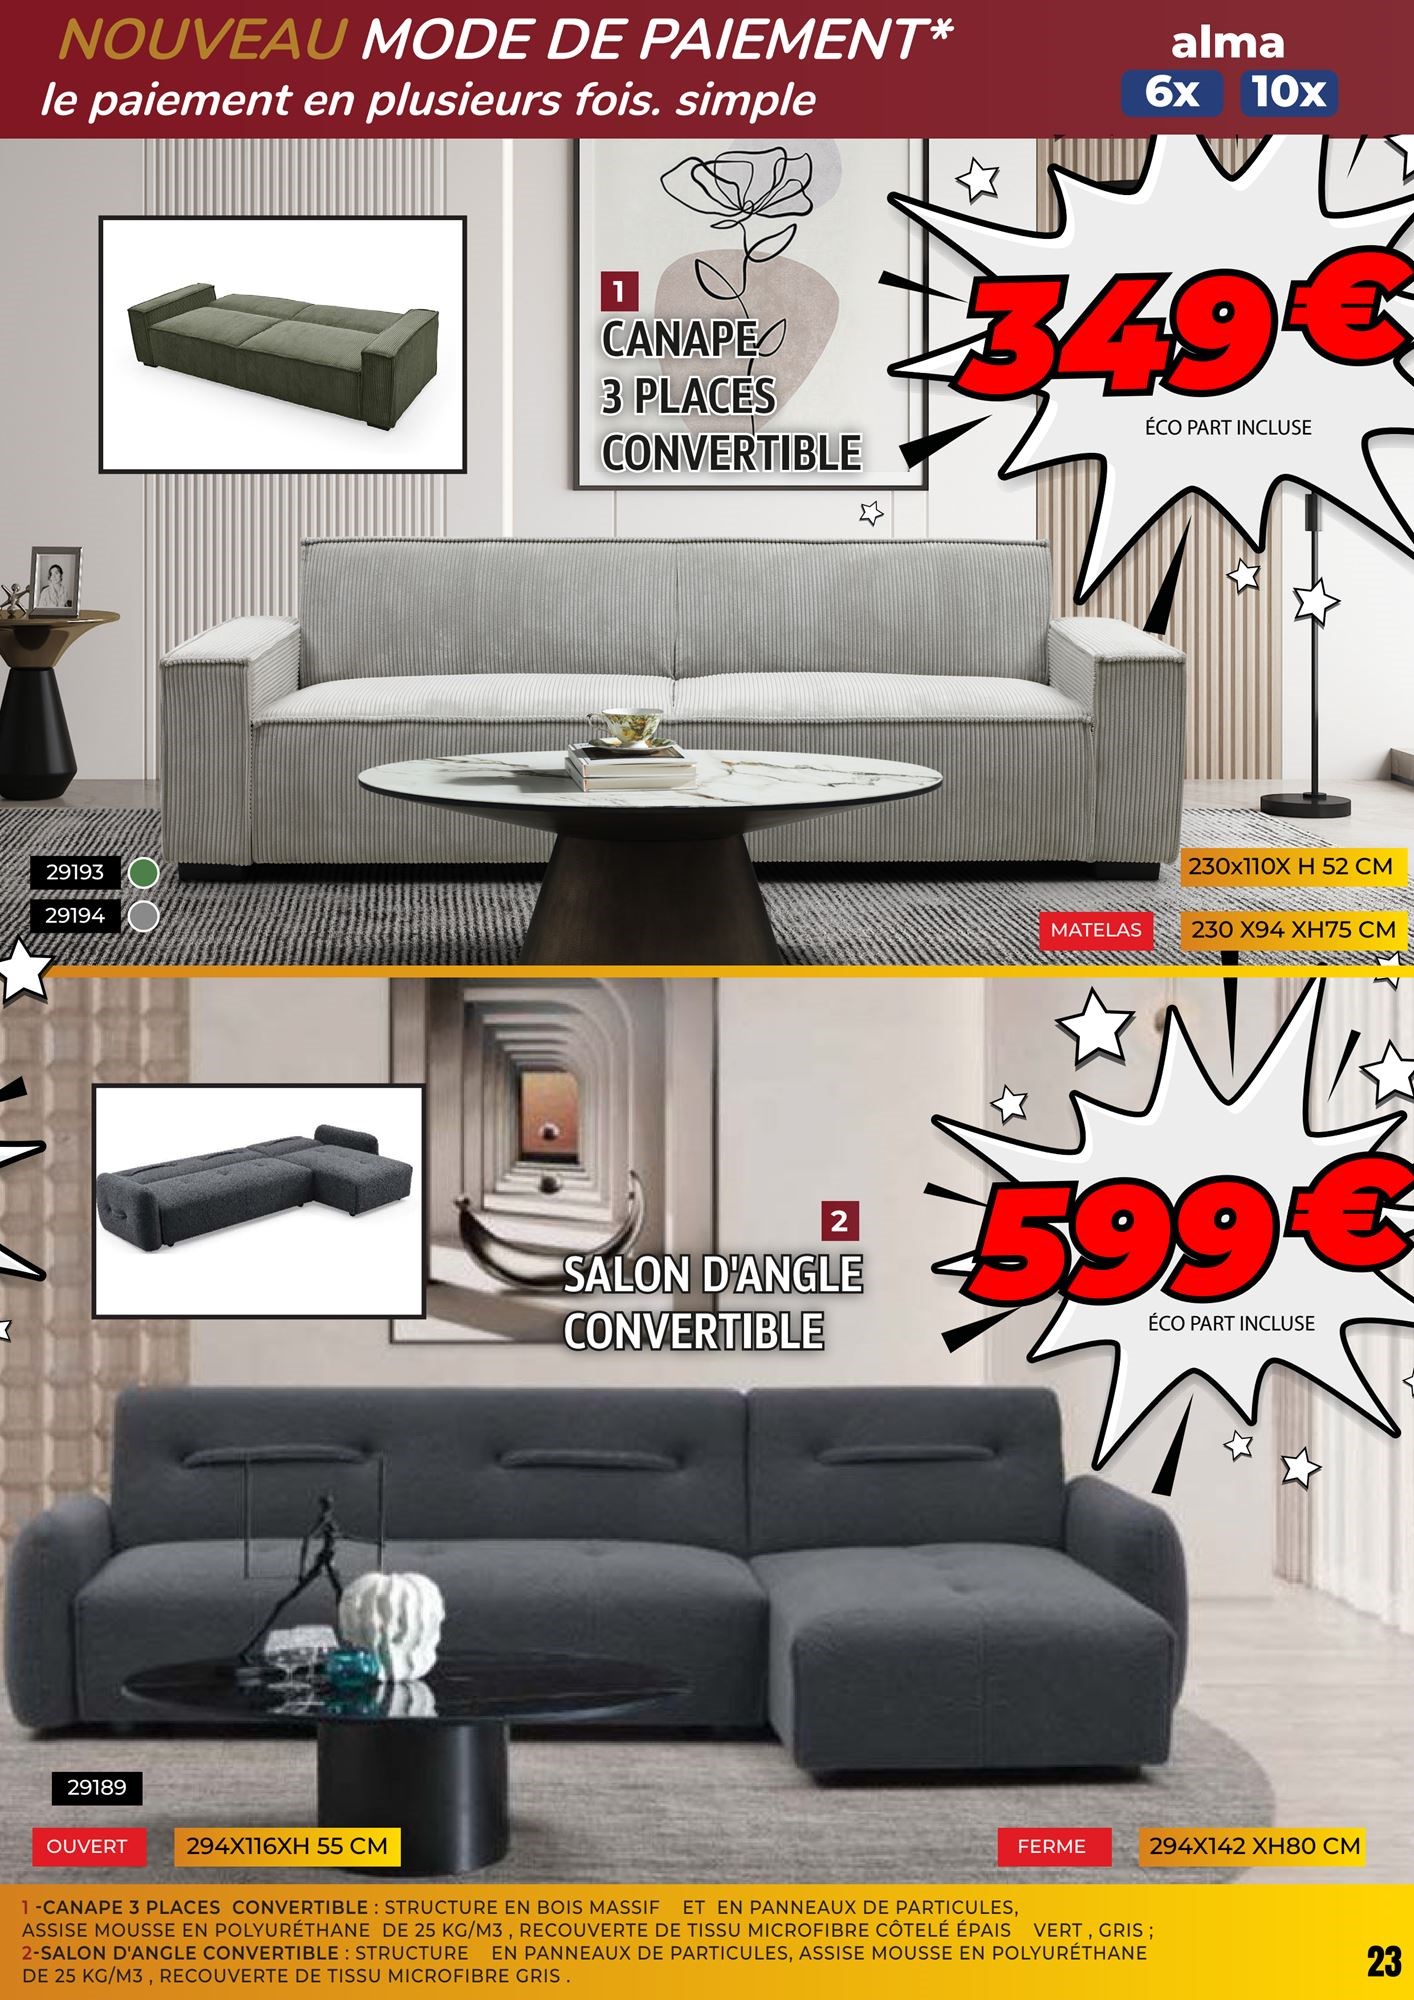 NOUVEAU MODE DE PAIEMENT*
le paiement en plusieurs fois. simple
alma
6x 10x
1
CANAPE
3 PLACES
CONVERTIBLE
349€
ÉCO PART INCLUSE
29193
29194
230x110X H 52 CM
MATELAS 230 X94 XH75 CM
2
SALON D'ANGLE
CONVERTIBLE
599€
ÉCO PART INCLUSE
29189
OUVERT 294X116XH 55 CM
FERME 294X142 XH80 CM
1 -CANAPE 3 PLACES CONVERTIBLE : STRUCTURE EN BOIS MASSIF ET EN PANNEAUX DE PARTICULES,
ASSISE MOUSSE EN POLYURÉTHANE DE 25 KG/M3 , RECOUVERTE DE TISSU MICROFIBRE CÔTELÉ ÉPAIS VERT , GRIS ;
2-SALON D'ANGLE CONVERTIBLE : STRUCTURE EN PANNEAUX DE PARTICULES, ASSISE MOUSSE EN POLYURÉTHANE
DE 25 KG/M3 , RECOUVERTE DE TISSU MICROFIBRE GRIS .
23